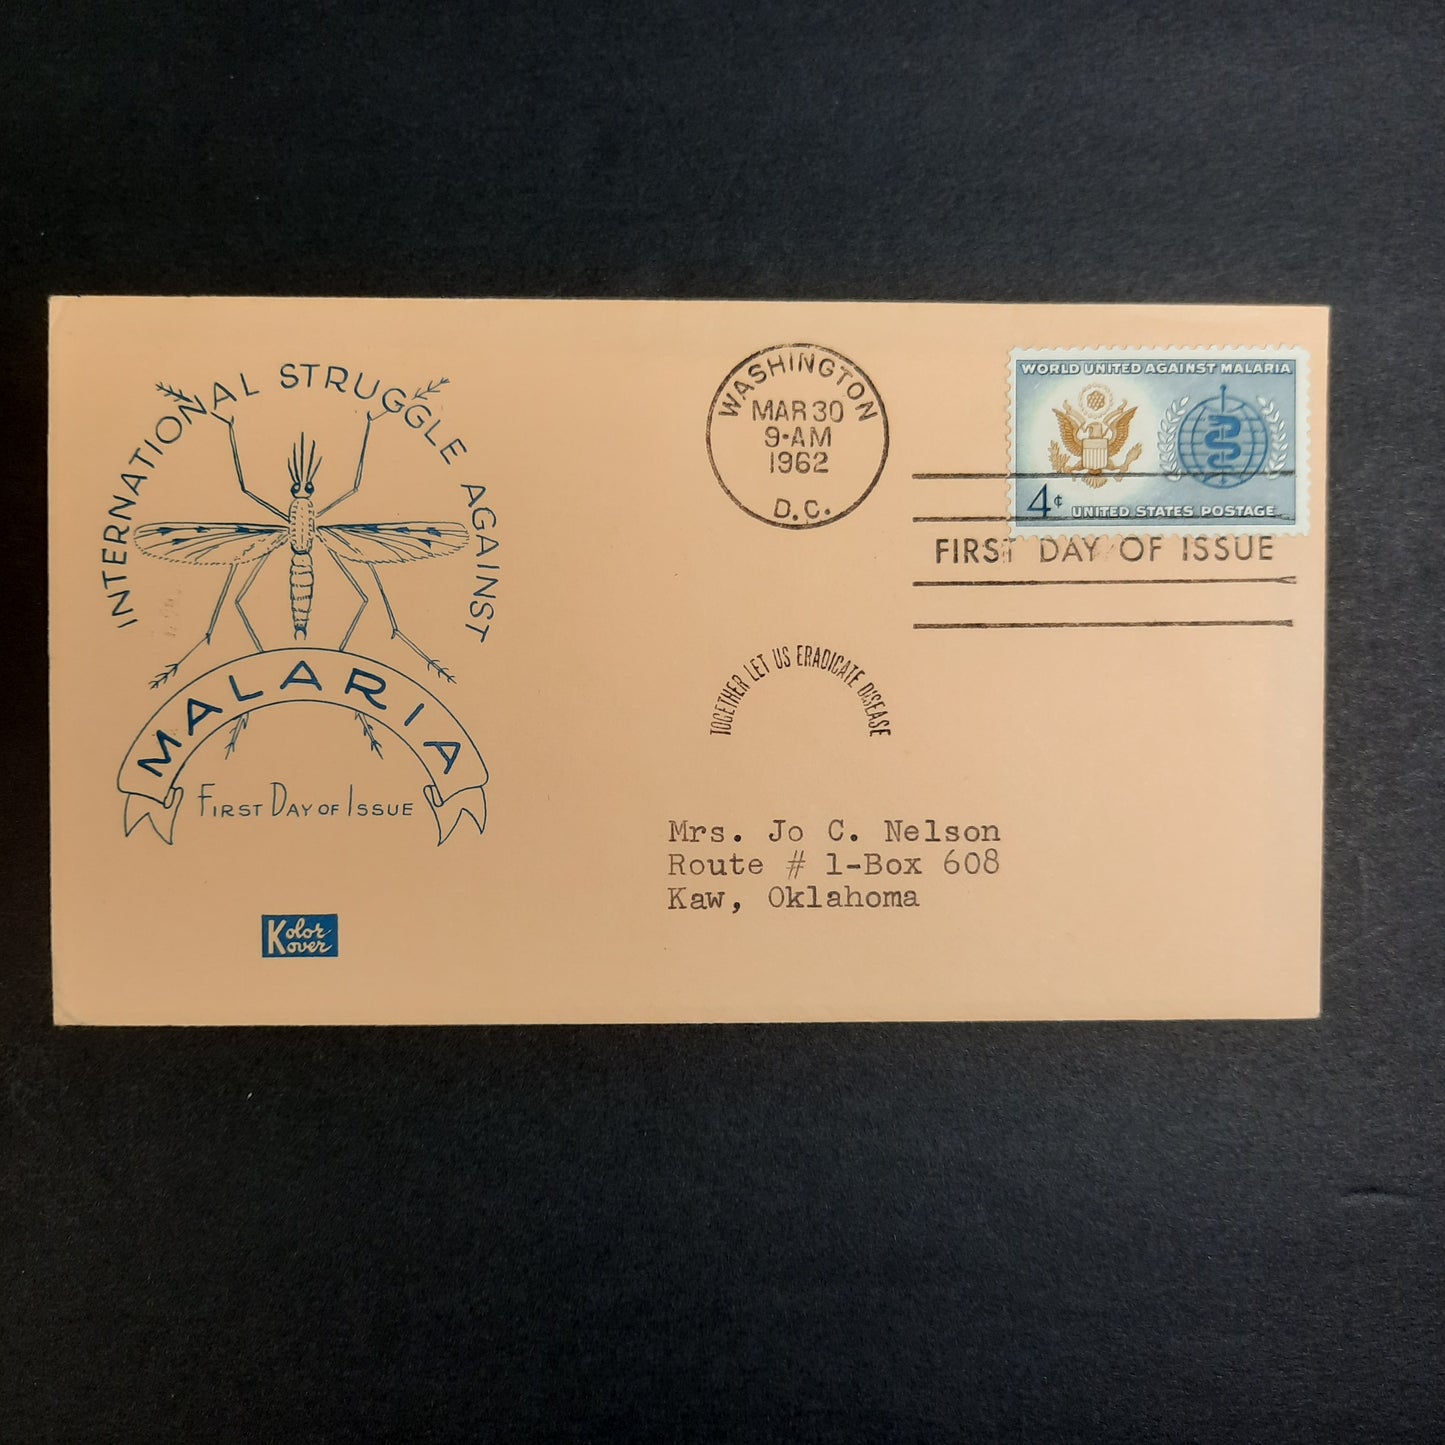 INTERNATIONAL STRUGGLE AGAINST
MALARIA
FIRST DAY OF ISSUE
Kolor
Kover
WASHINGTON
MAR 30
9-AM
1962
D.C.
WORLD UNITED AGAINST MALARIA
4¢
UNITED STATES POSTAGE
FIRST DAY OF ISSUE
TOGETHER LET US ERADICATE DISEASE
Mrs. Jo C. Nelson
Route # 1-Box 608
Kaw, Oklahoma